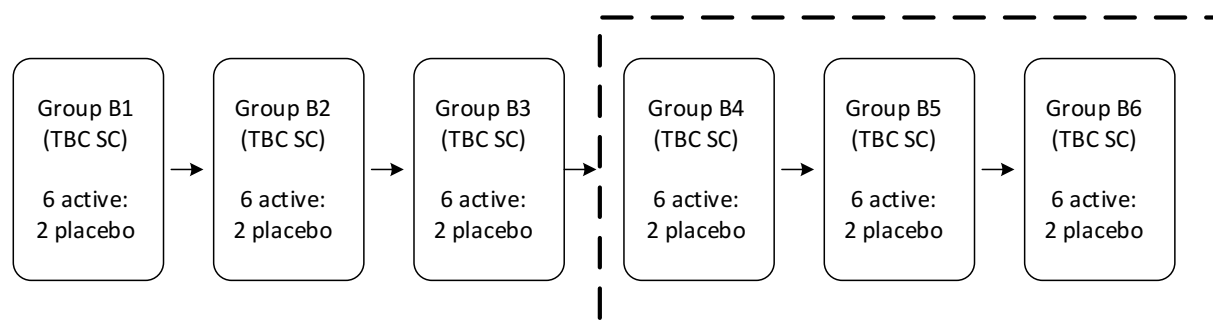 Group B1
(TBC SC)
6 active:
2 placebo
Group B2
(TBC SC)
6 active:
2 placebo
Group B3
(TBC SC)
6 active:
2 placebo
Group B4
(TBC SC)
6 active:
2 placebo
Group B5
(TBC SC)
6 active:
2 placebo
Group B6
(TBC SC)
6 active:
2 placebo